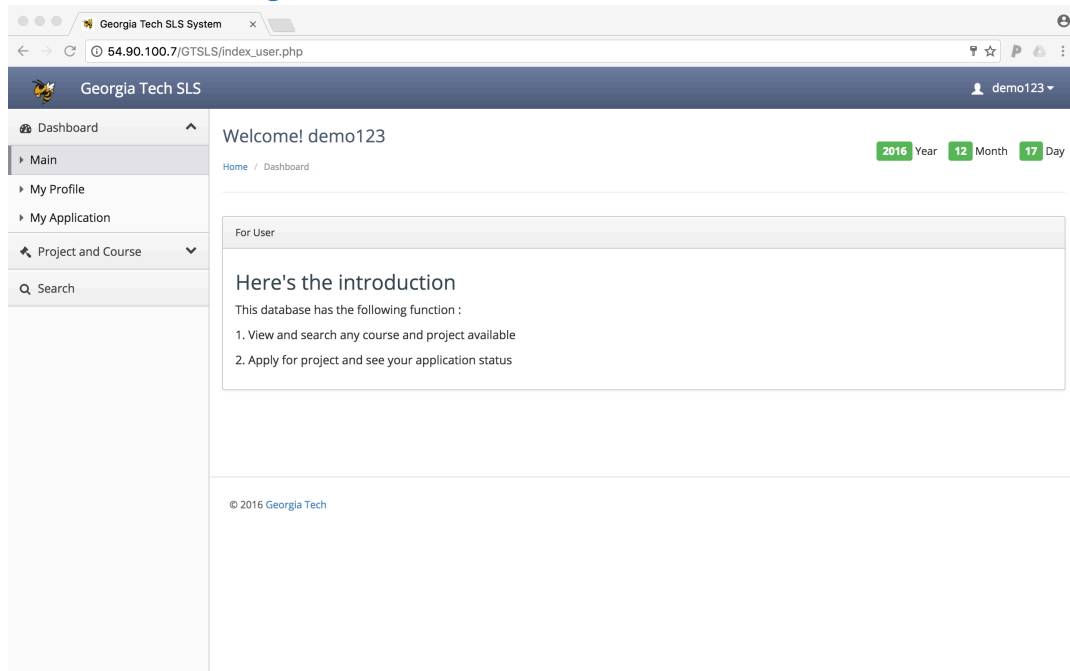 Georgia Tech SLS System
54.90.100.7/GTSLS/index_user.php
Georgia Tech SLS
demo123
Dashboard
Main
My Profile
My Application
Project and Course
Search
Welcome! demo123
Home / Dashboard
2016 Year 12 Month 17 Day
For User
Here's the introduction
This database has the following function :
1. View and search any course and project available
2. Apply for project and see your application status
© 2016 Georgia Tech